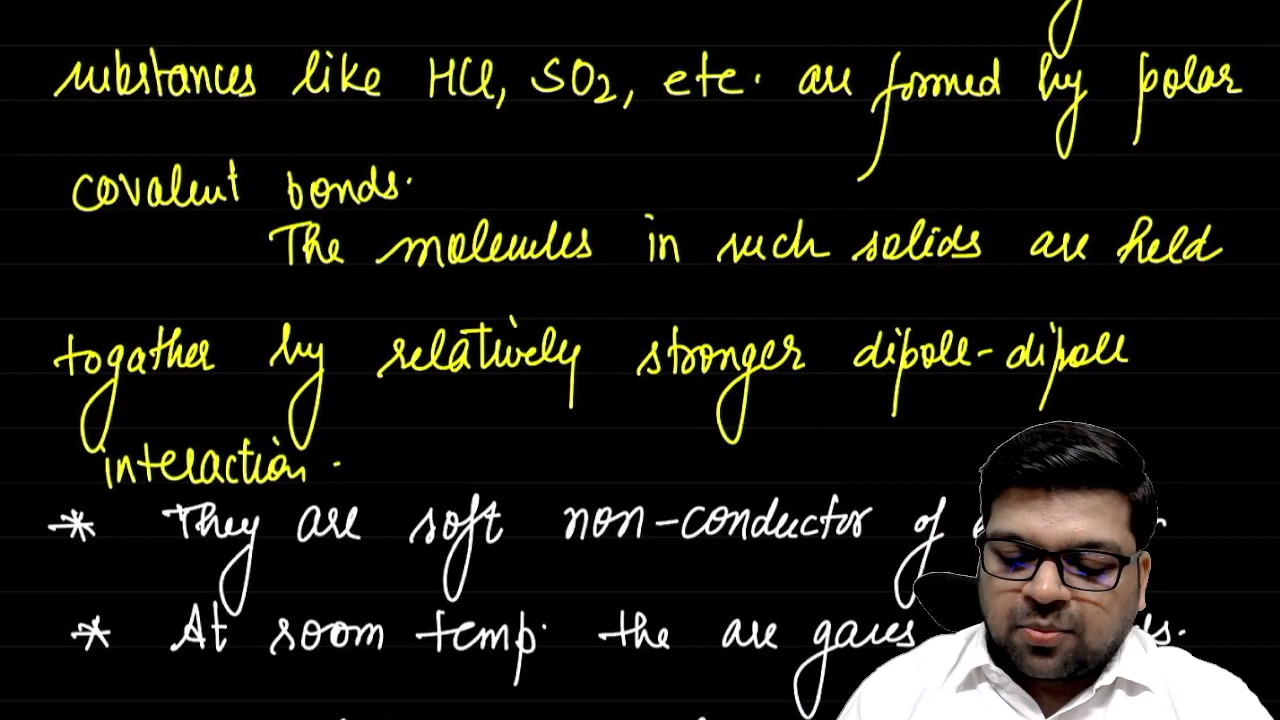 substances like HCl, SO2, etc. are formed by polar
covalent bonds.
The molecules in such solids are held
togather by relatively stronger dipole-dipole
interaction.
* They are soft non-conductor of
* At room temp. the are gases